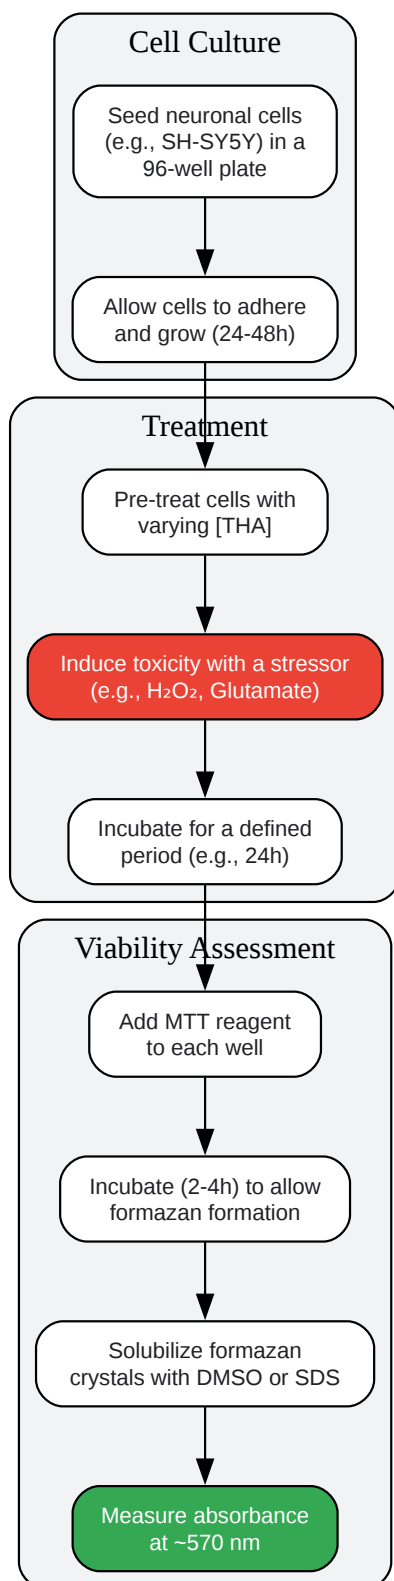 Cell Culture
Seed neuronal cells
(e.g., SH-SY5Y) in a
96-well plate
Allow cells to adhere
and grow (24-48h)
Treatment
Pre-treat cells with
varying [THA]
Induce toxicity with a stressor
(e.g., H₂O₂, Glutamate)
Incubate for a defined
period (e.g., 24h)
Viability Assessment
Add MTT reagent
to each well
Incubate (2-4h) to allow
formazan formation
Solubilize formazan
crystals with DMSO or SDS
Measure absorbance
at ~570 nm